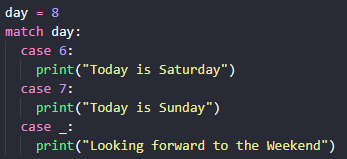 day = 8
match day:
  case 6:
    print("Today is Saturday")
  case 7:
    print("Today is Sunday")
  case _:
    print("Looking forward to the Weekend")